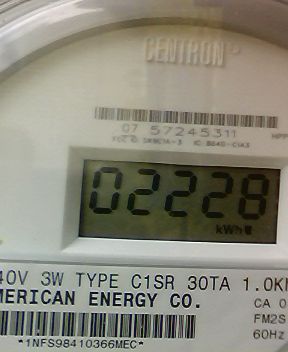 CENTRON
07 57245311
02228
kWh
40V 3W TYPE C1SR 30TA 1.0K
MERICAN ENERGY CO.
CA 0
FM2S
60Hz
*1NFS98410366MEC*